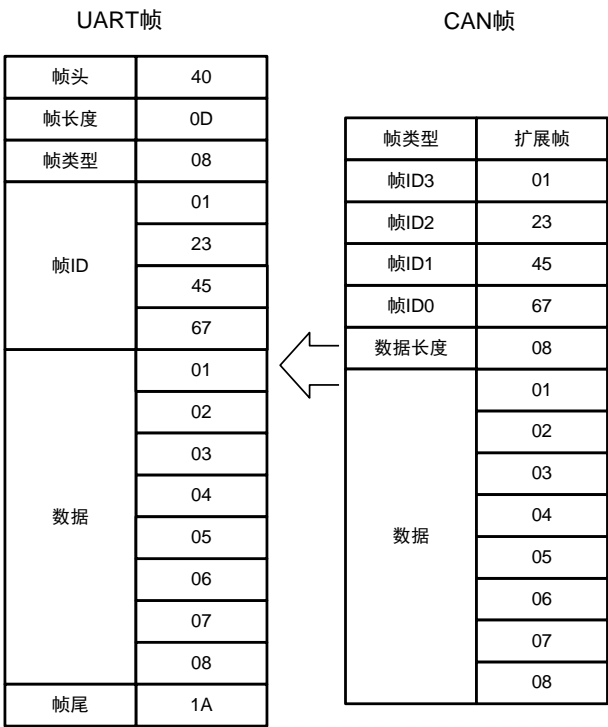 UART帧
帧头 40
帧长度 0D
帧类型 08
帧ID
01
23
45
67
数据
01
02
03
04
05
06
07
08
帧尾 1A
CAN帧
帧类型 扩展帧
帧ID3 01
帧ID2 23
帧ID1 45
帧ID0 67
数据长度 08
数据
01
02
03
04
05
06
07
08